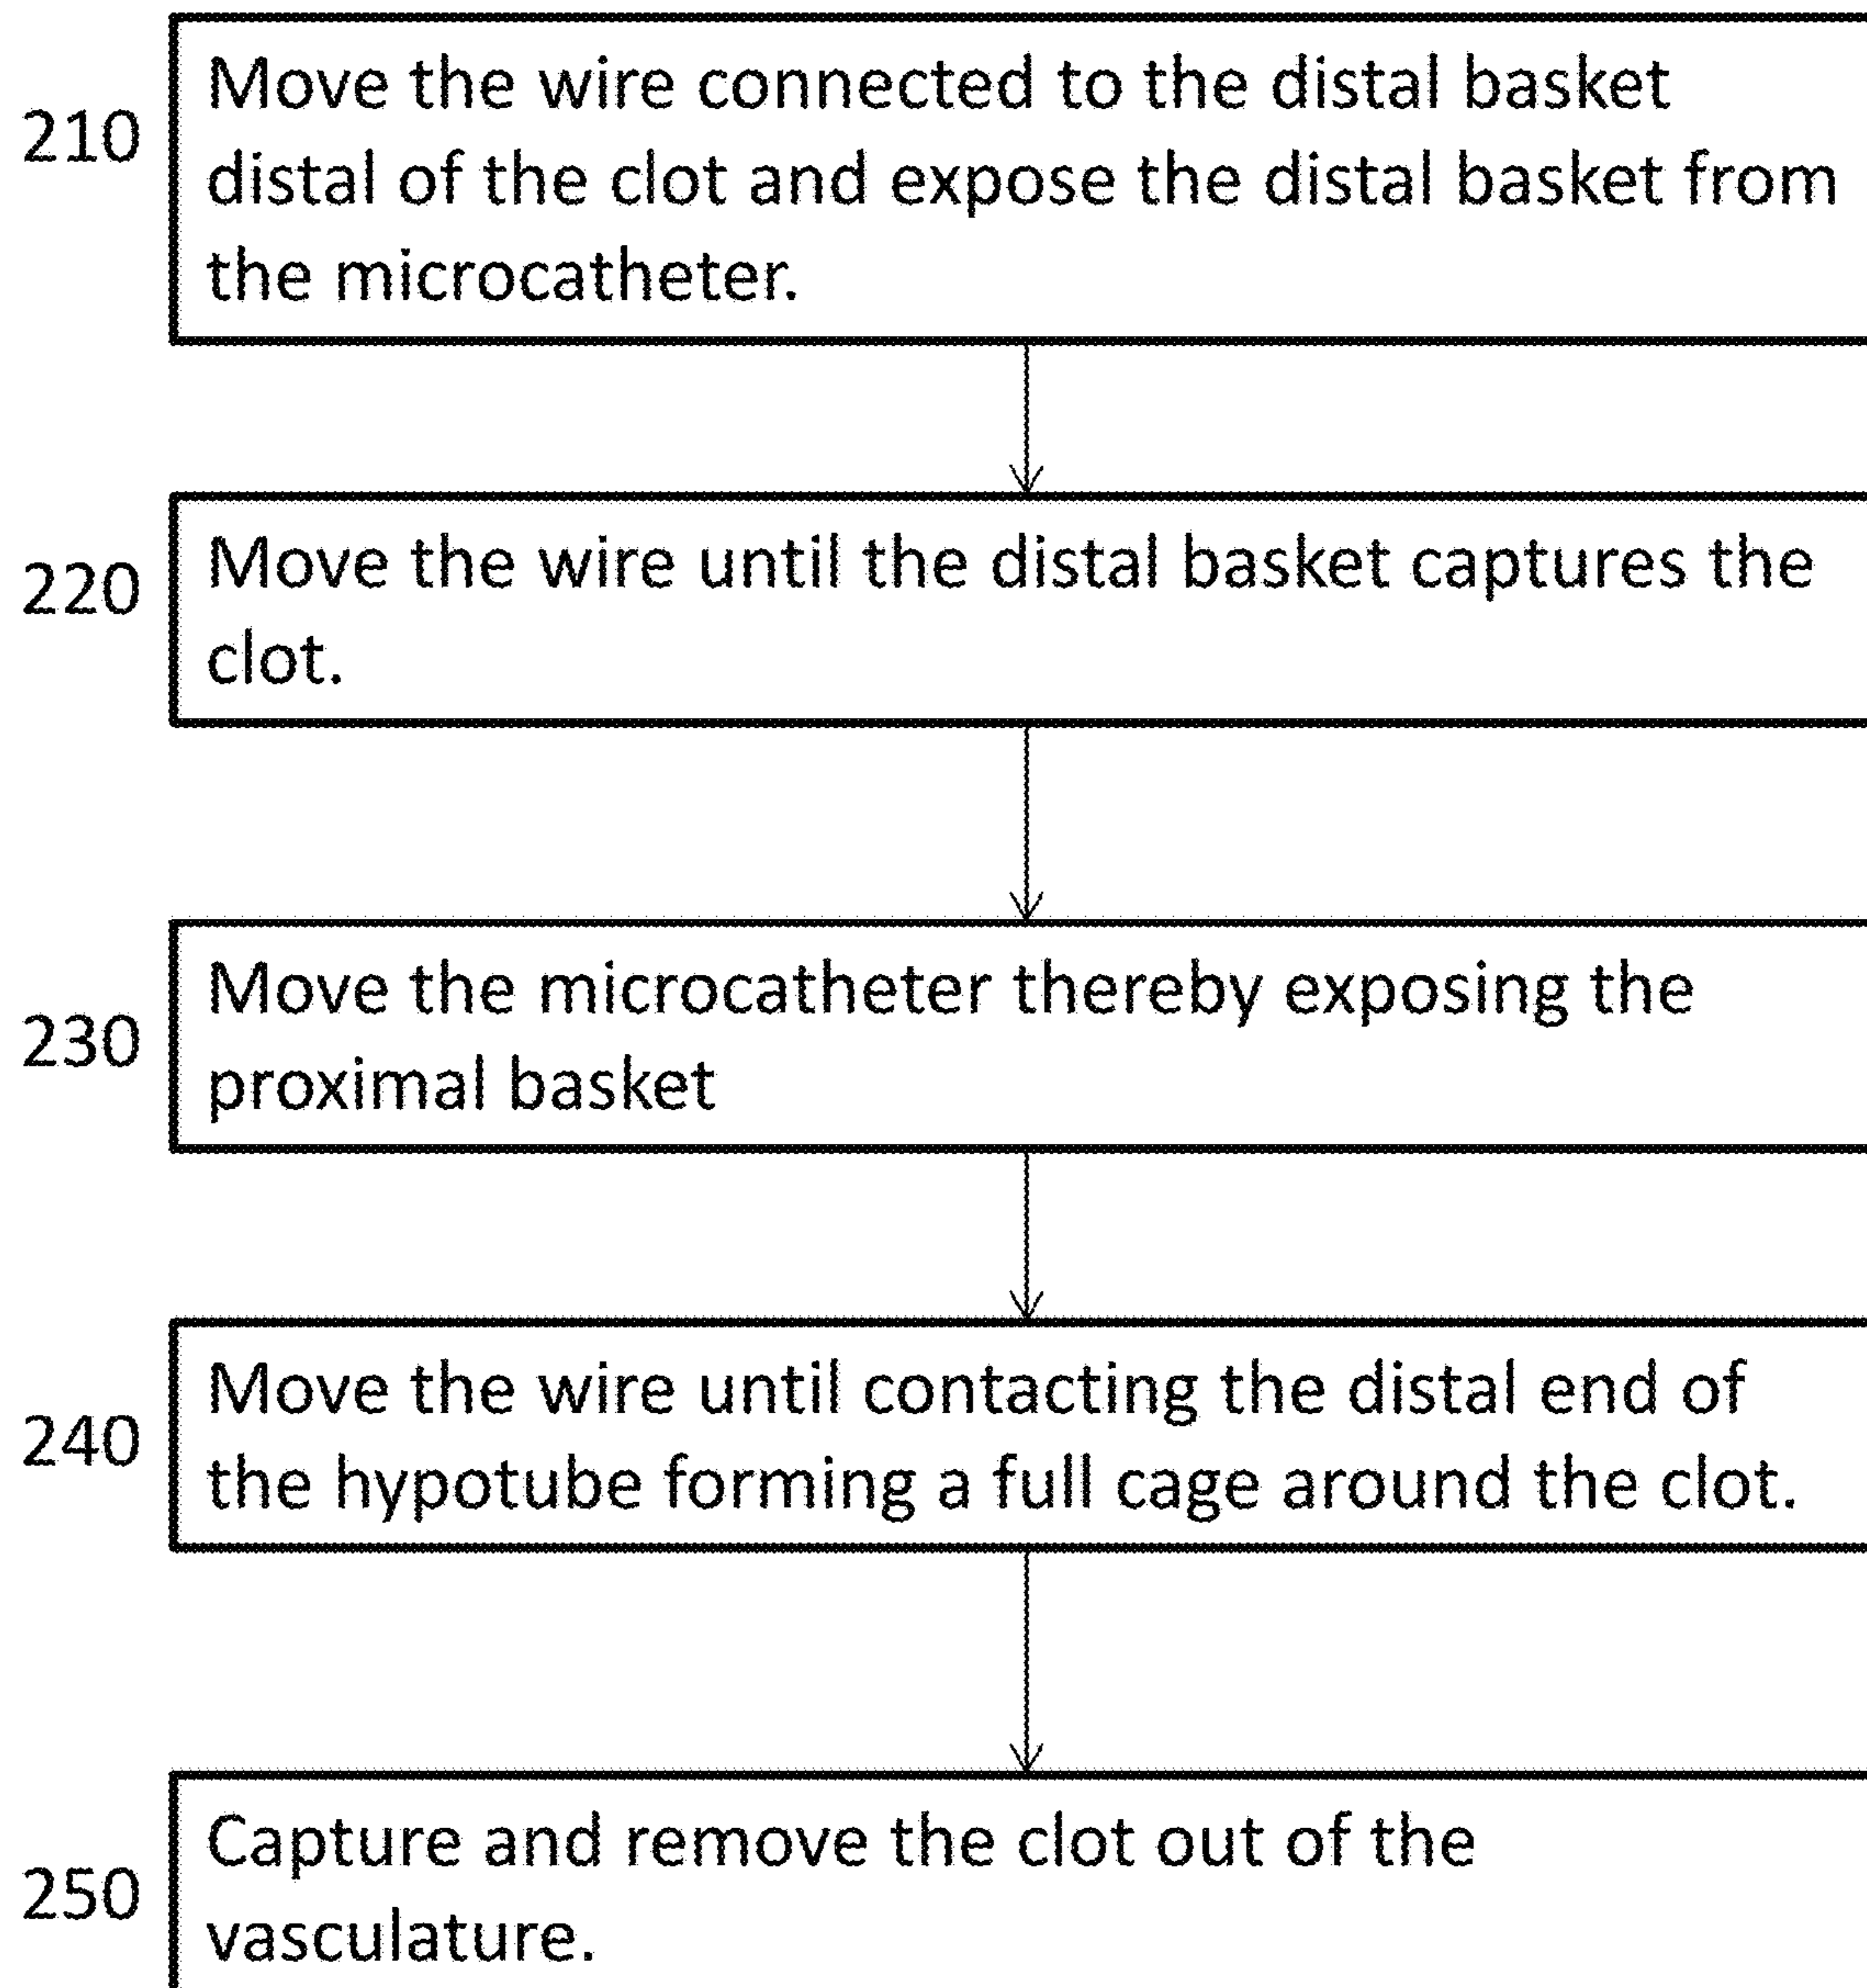 210
Move the wire connected to the distal basket
distal of the clot and expose the distal basket from
the microcatheter.
220
Move the wire until the distal basket captures the
clot.
230
Move the microcatheter thereby exposing the
proximal basket
240
Move the wire until contacting the distal end of
the hypotube forming a full cage around the clot.
250
Capture and remove the clot out of the
vasculature.